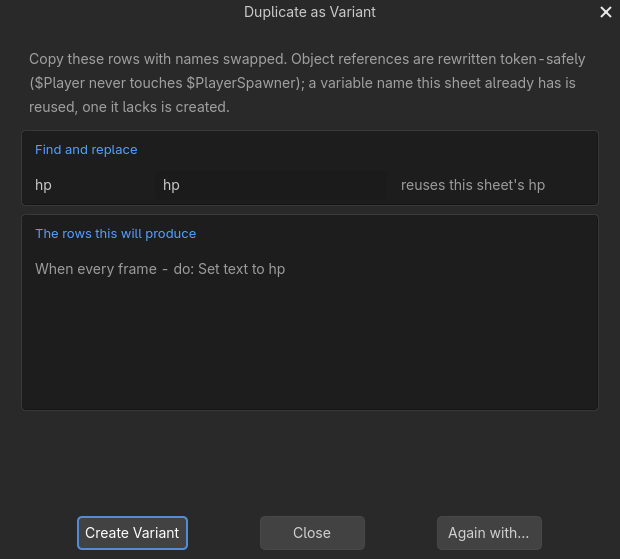 Duplicate as Variant
Copy these rows with names swapped. Object references are rewritten token-safely
($Player never touches $PlayerSpawner); a variable name this sheet already has is
reused, one it lacks is created.
Find and replace
hp hp reuses this sheet's hp
The rows this will produce
When every frame - do: Set text to hp
Create Variant Close Again with...